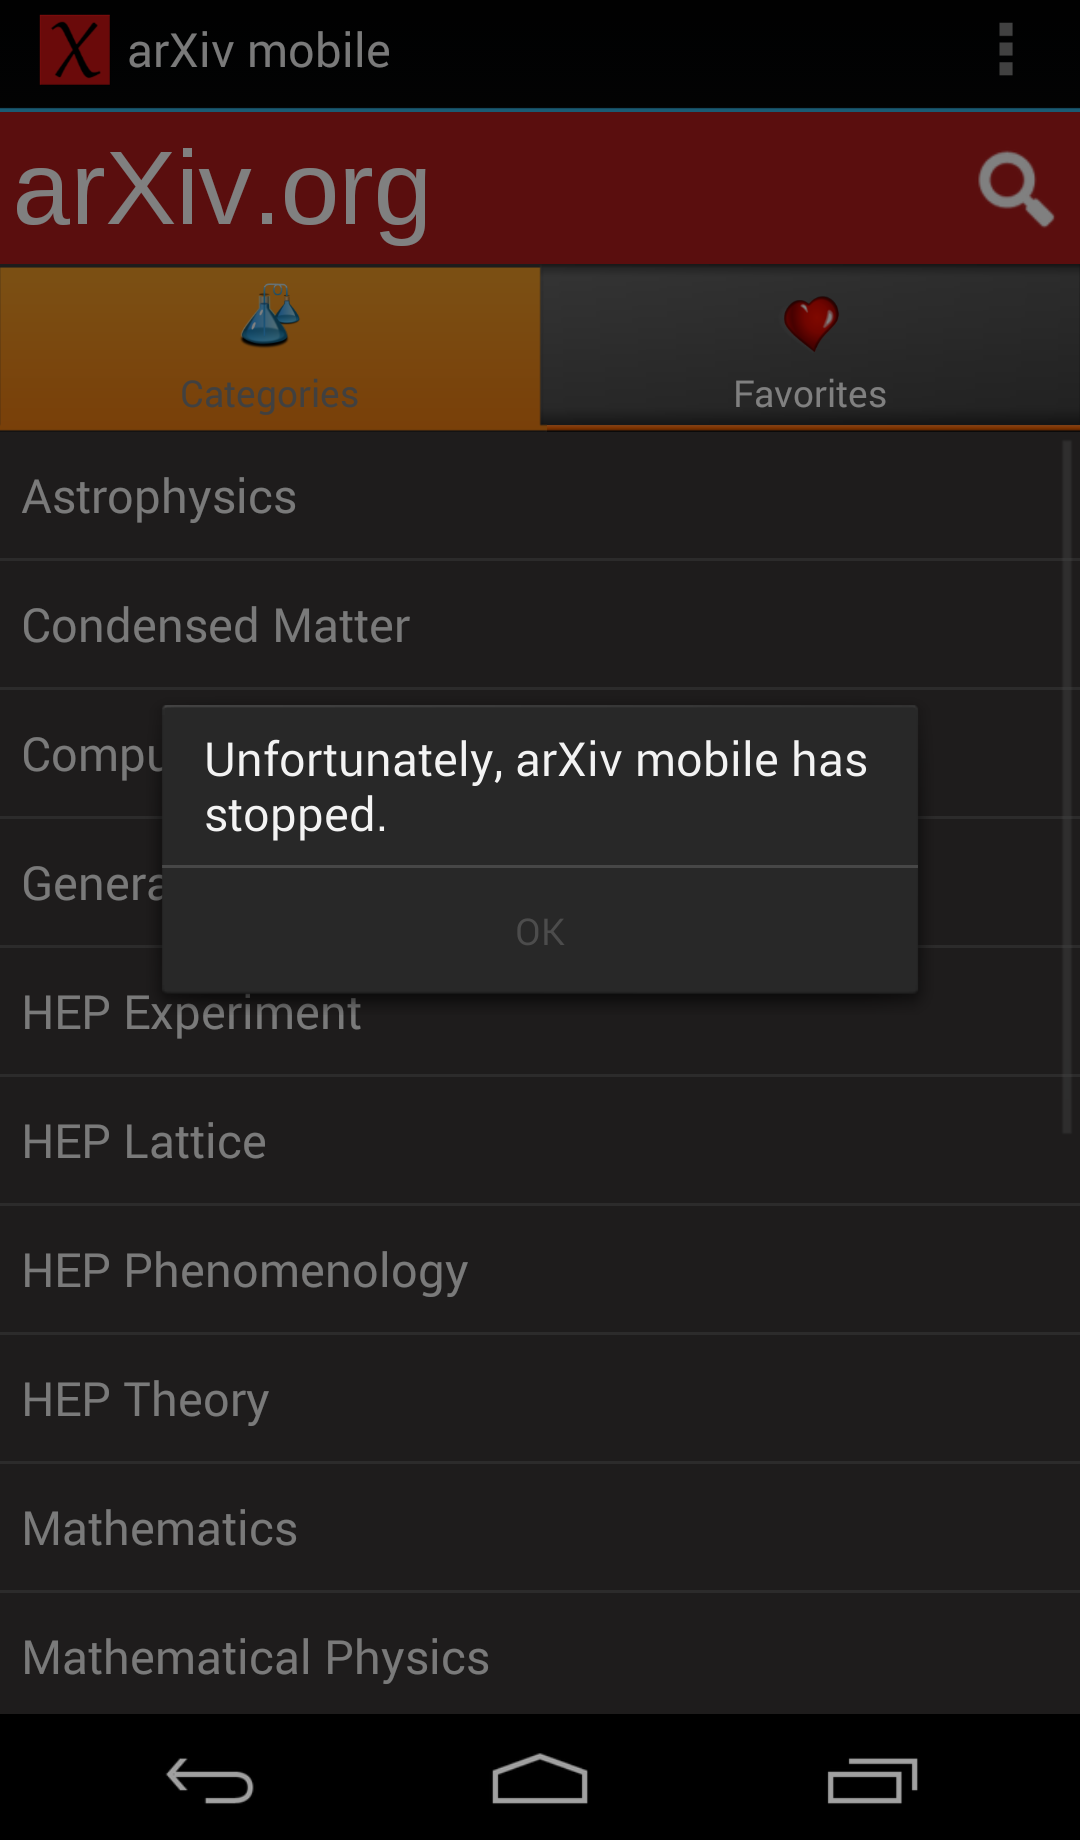 arXiv mobile
arXiv.org
Categories
Favorites
Astrophysics
Condensed Matter
Compu
Unfortunately, arXiv mobile has
stopped.
Genera
OK
HEP Experiment
HEP Lattice
HEP Phenomenology
HEP Theory
Mathematics
Mathematical Physics